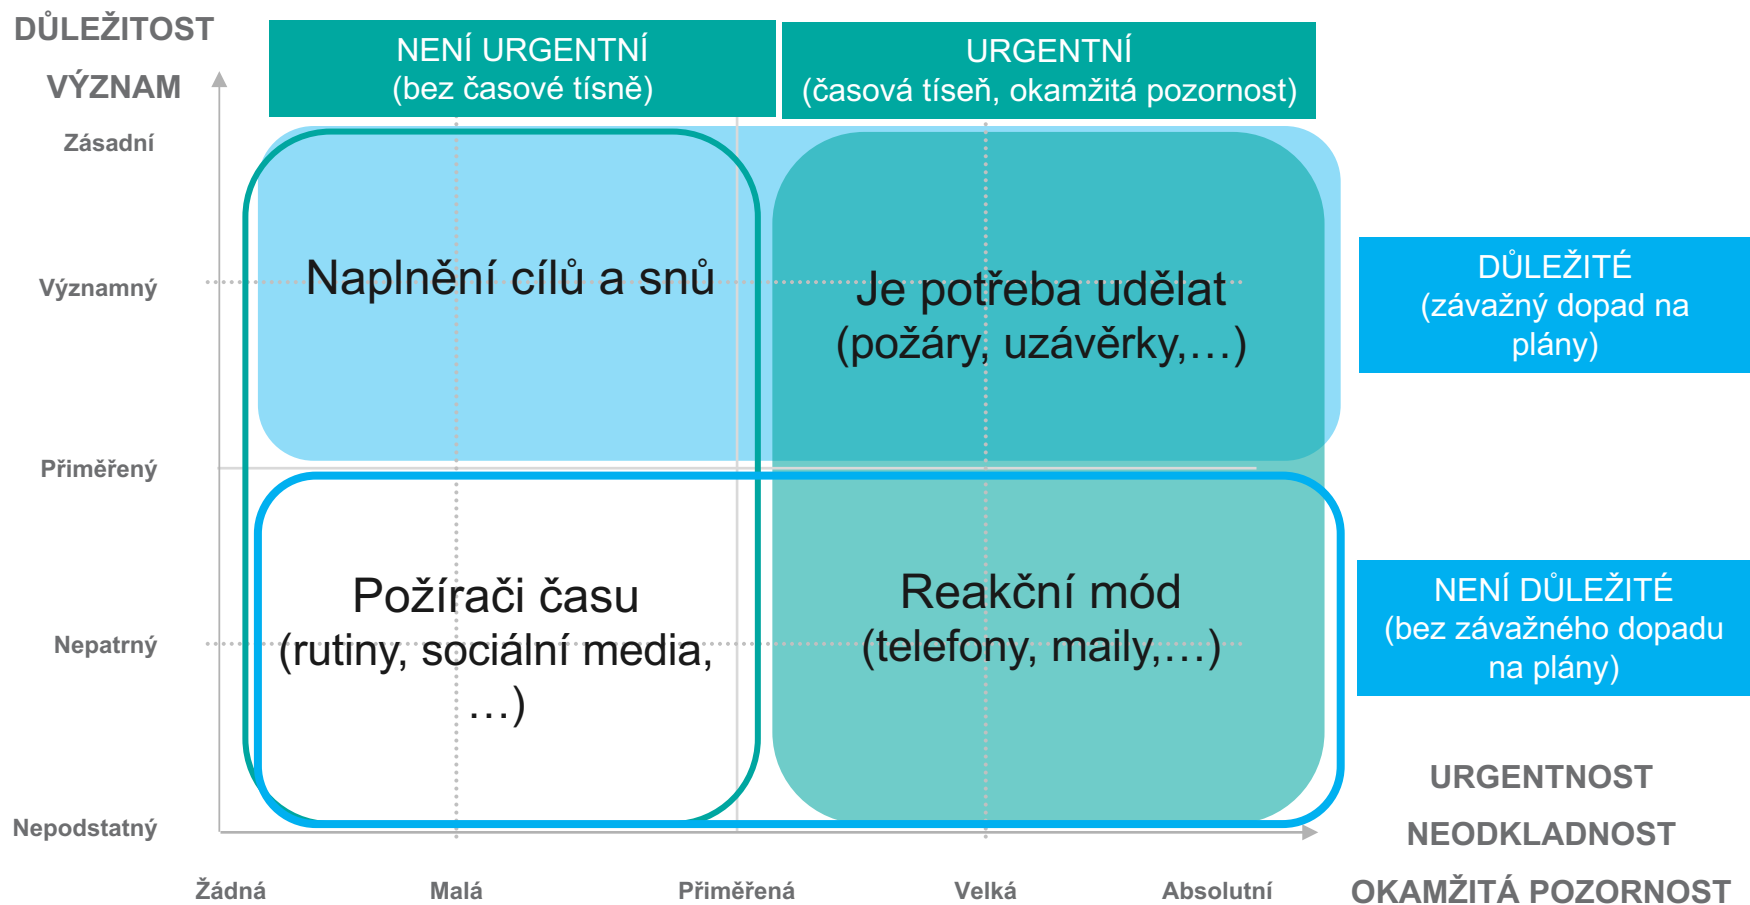 DŮLEŽITOST
VÝZNAM
NENÍ URGENTNÍ
(bez časové tísně)
URGENTNÍ
(časová tíseň, okamžitá pozornost)
Zásadní
Významný
Přiměřený
Nepatrný
Nepodstatný
Naplnění cílů a snů
Je potřeba udělat
(požáry, uzávěrky,…)
DŮLEŽITÉ
(závažný dopad na
plány)
Požírači času
(rutiny, sociální media,
…)
Reakční mód
(telefony, maily,…)
NENÍ DŮLEŽITÉ
(bez závažného dopadu
na plány)
URGENTNOST
NEODKLADNOST
OKAMŽITÁ POZORNOST
Žádná
Malá
Přiměřená
Velká
Absolutní